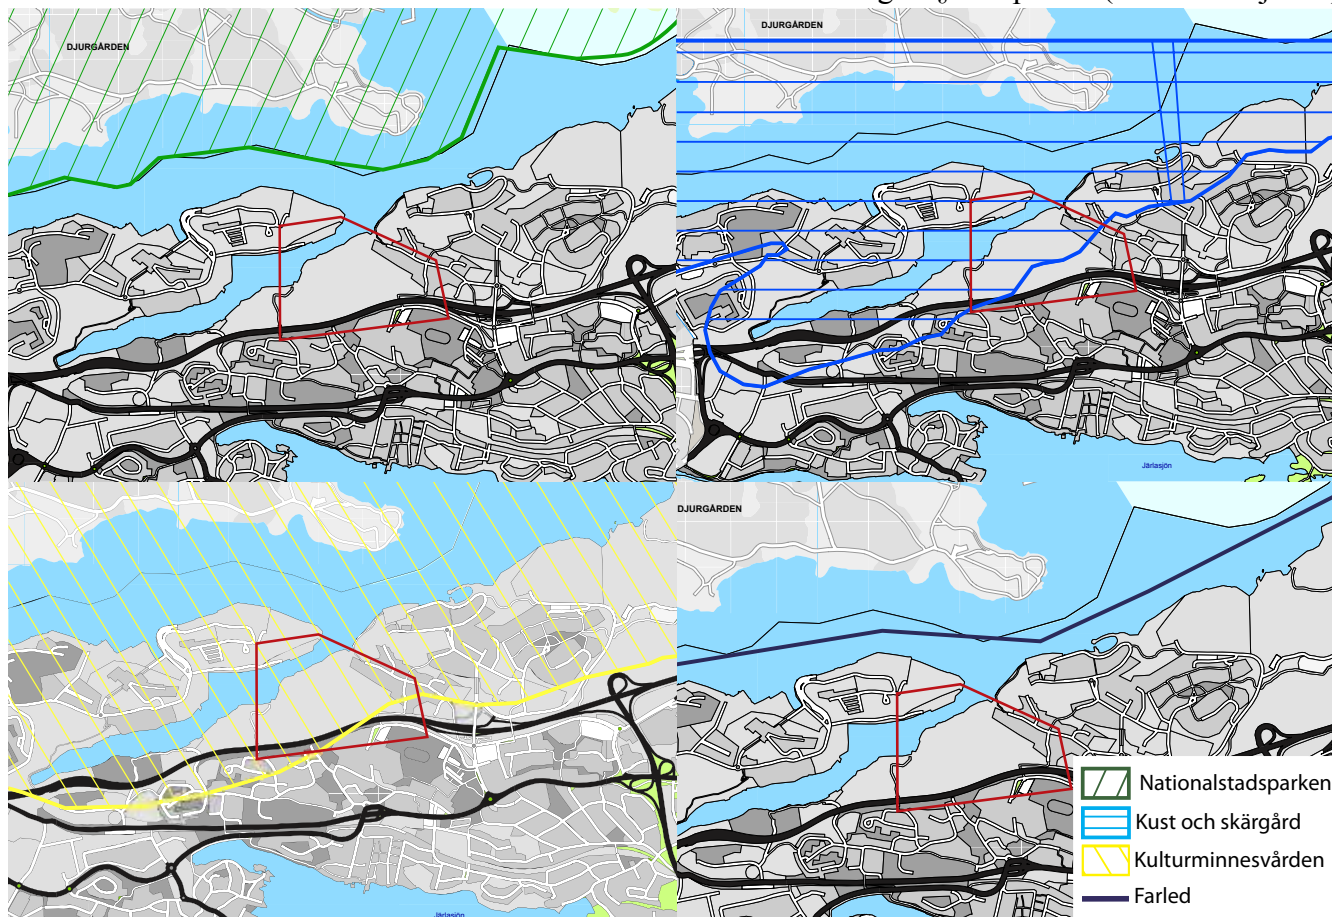 DJURGÅRDEN
DJURGÅRDEN
Järlasjön
DJURGÅRDEN
Järlasjön
Nationalstadsparken
Kust och skärgård
Kulturminnesvården
Farled